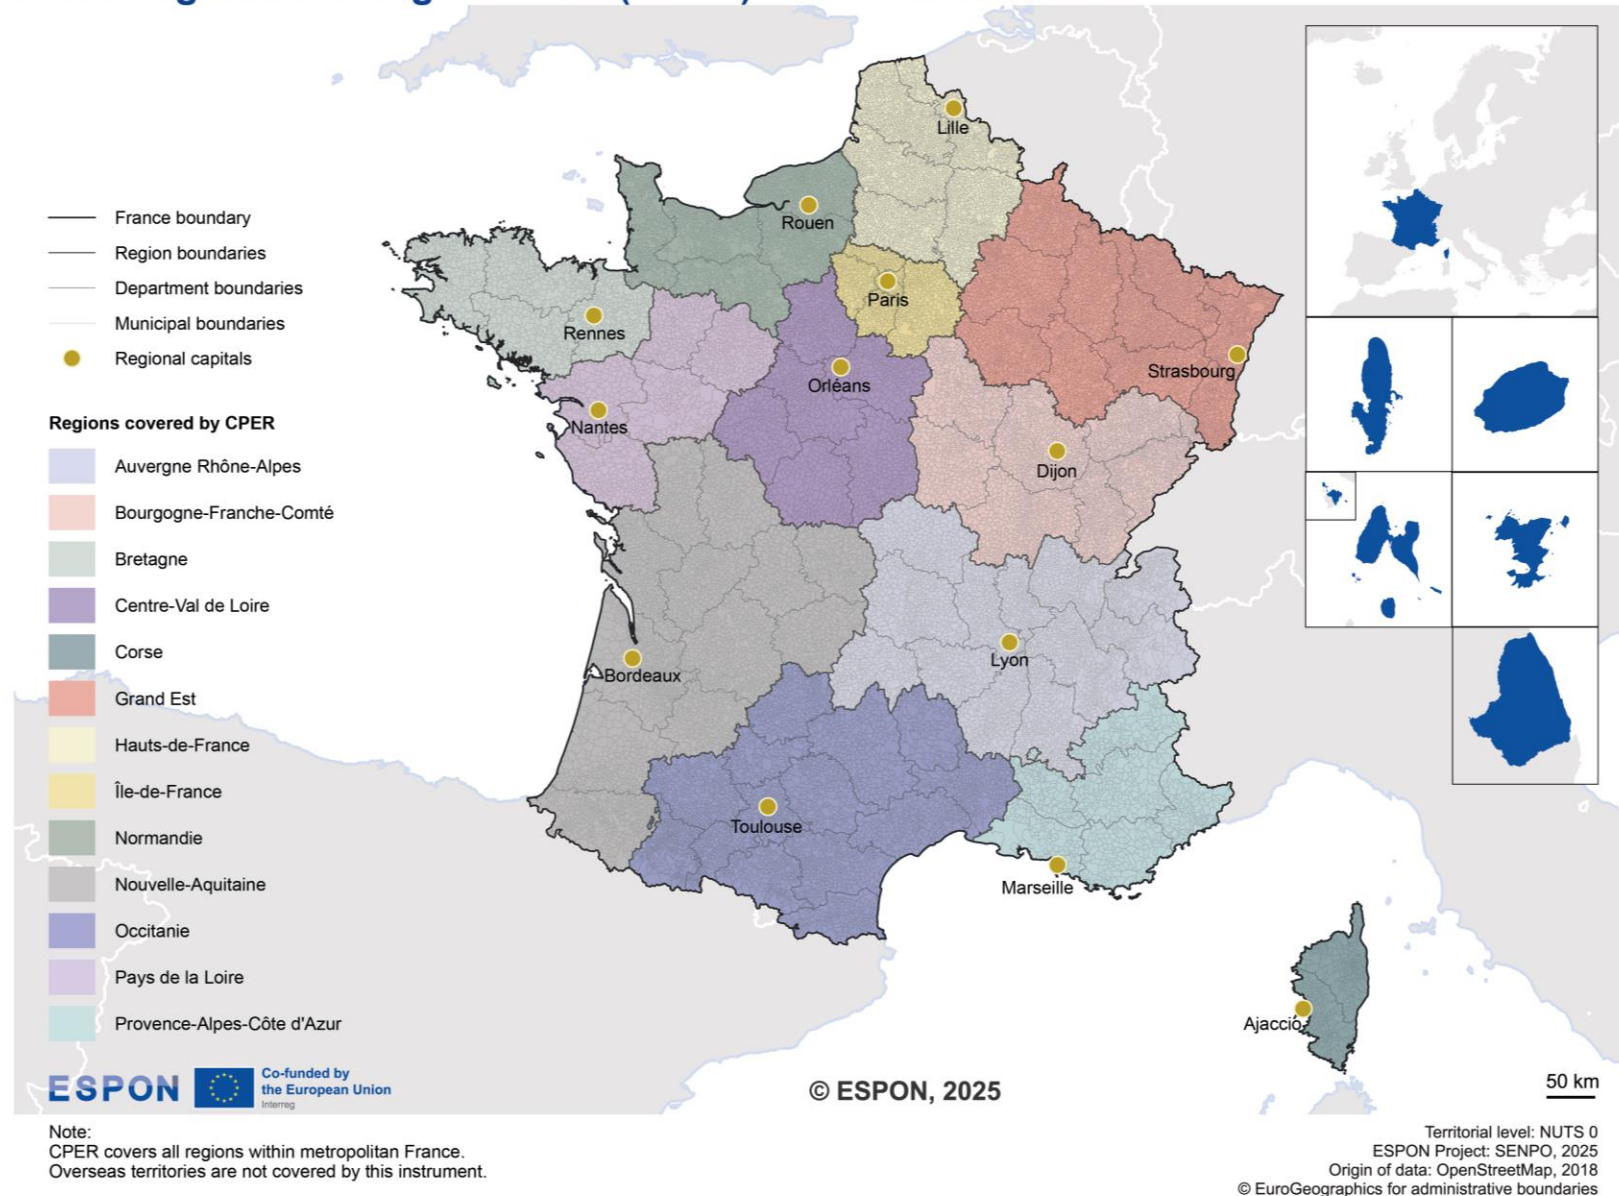 France boundary
Region boundaries
Department boundaries
Municipal boundaries
Regional capitals
Regions covered by CPER
Auvergne Rhône-Alpes
Bourgogne-Franche-Comté
Bretagne
Centre-Val de Loire
Corse
Grand Est
Hauts-de-France
Île-de-France
Normandie
Nouvelle-Aquitaine
Occitanie
Pays de la Loire
Provence-Alpes-Côte d'Azur
Lille
Rouen
Paris
Rennes
Strasbourg
Orléans
Nantes
Dijon
Lyon
Bordeaux
Toulouse
Marseille
Ajaccio
ESPON
Co-funded by
the European Union
Interreg
© ESPON, 2025
50 km
Note:
CPER covers all regions within metropolitan France.
Overseas territories are not covered by this instrument.
Territorial level: NUTS 0
ESPON Project: SENPO, 2025
Origin of data: OpenStreetMap, 2018
© EuroGeographics for administrative boundaries